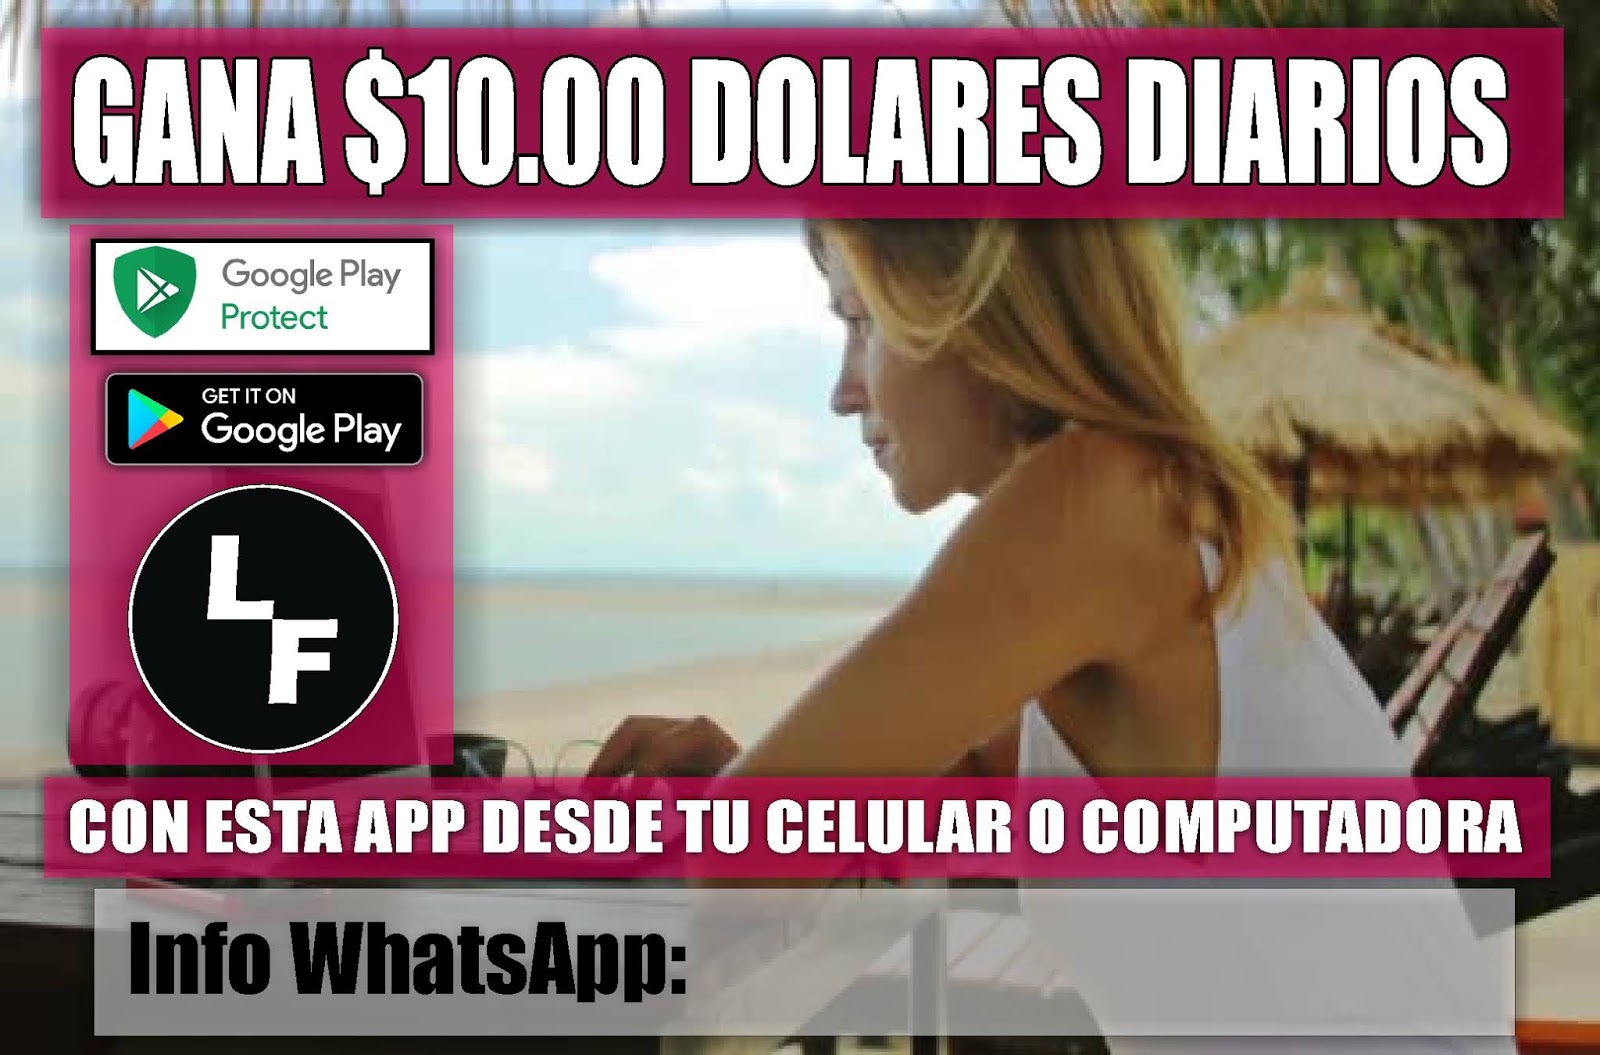 GANA $10.00 DOLARES DIARIOS
Google Play
Protect
GET IT ON
Google Play
L
F
CON ESTA APP DESDE TU CELULAR O COMPUTADORA
Info WhatsApp: